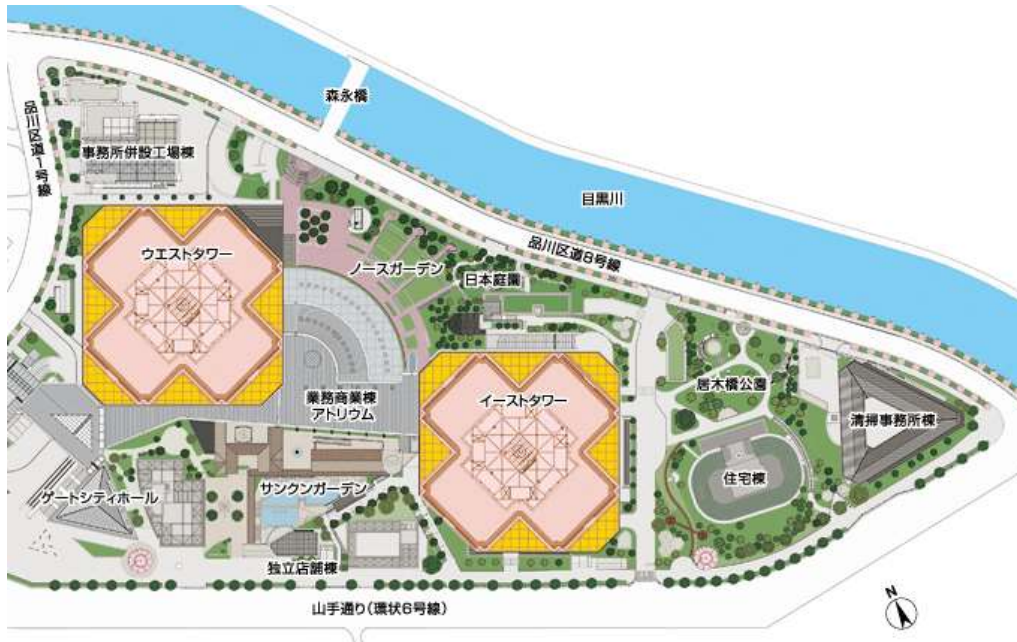 森永橋
品川区道1号線
事務所併設工場棟
目黒川
品川区道8号線
ウエストタワー
ノースガーデン
日本庭園
居木橋公園
業務商業棟
アトリウム
イーストタワー
清掃事務所棟
住宅棟
サンクンガーデン
ゲートシティホール
独立店舗棟
山手通り(環状6号線)
N